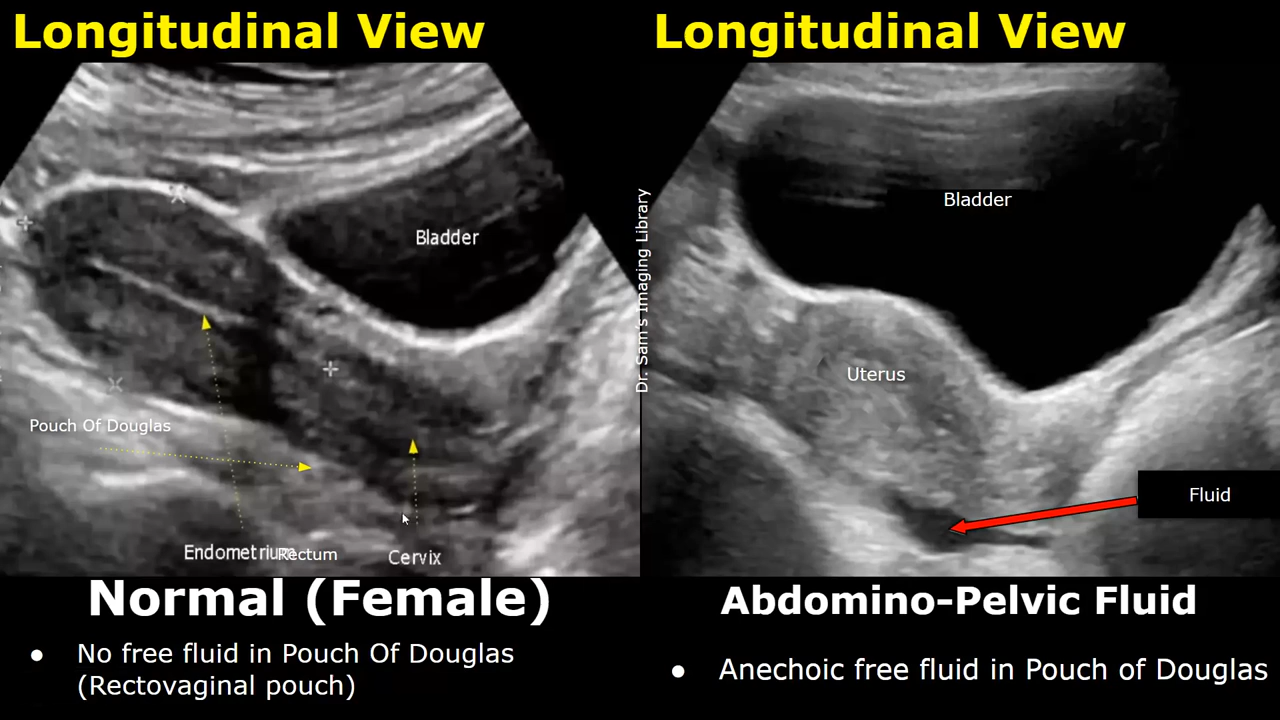 Longitudinal View
Bladder
Pouch Of Douglas
Endometrium
Rectum
Cervix
Normal (Female)
● No free fluid in Pouch Of Douglas
(Rectovaginal pouch)
Dr. Sam's Imaging Library
Longitudinal View
Bladder
Uterus
Fluid
Abdomino-Pelvic Fluid
● Anechoic free fluid in Pouch of Douglas